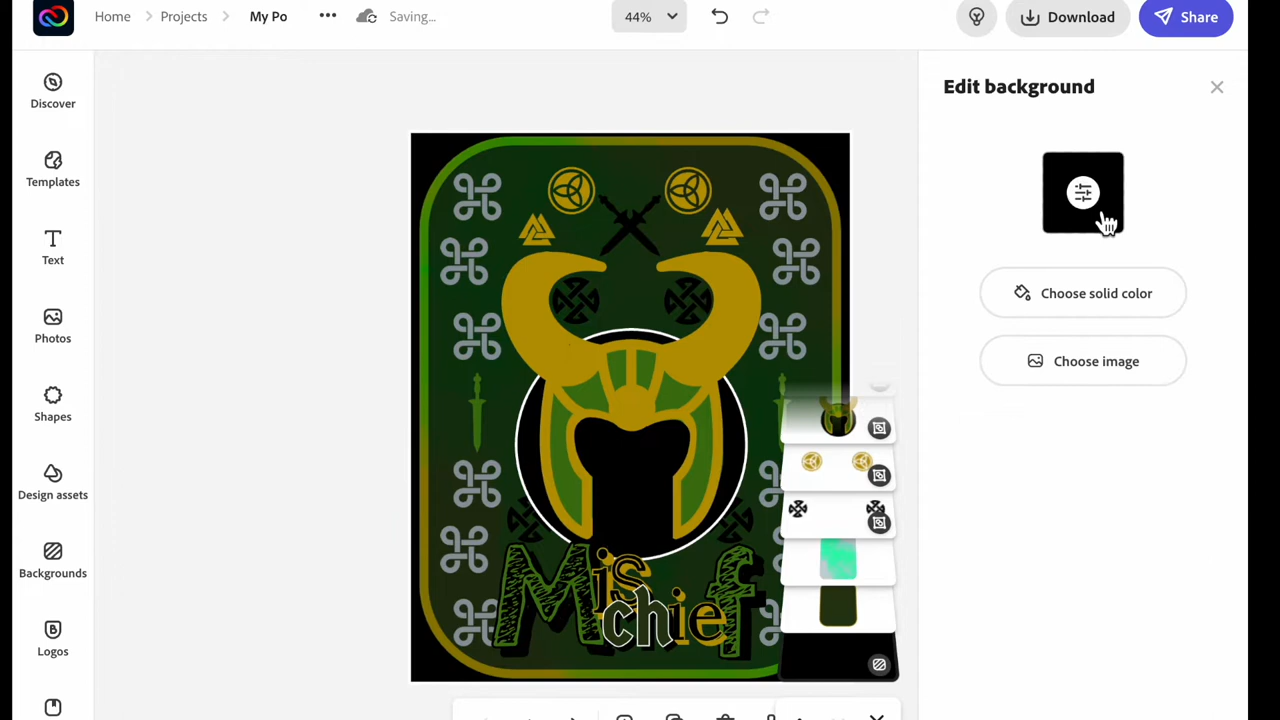 Home
Projects
My Po
Saving...
44%
Download
Share
Discover
Templates
Text
Photos
Shapes
Design assets
Backgrounds
Logos
Edit background
Choose solid color
Choose image
Mischief